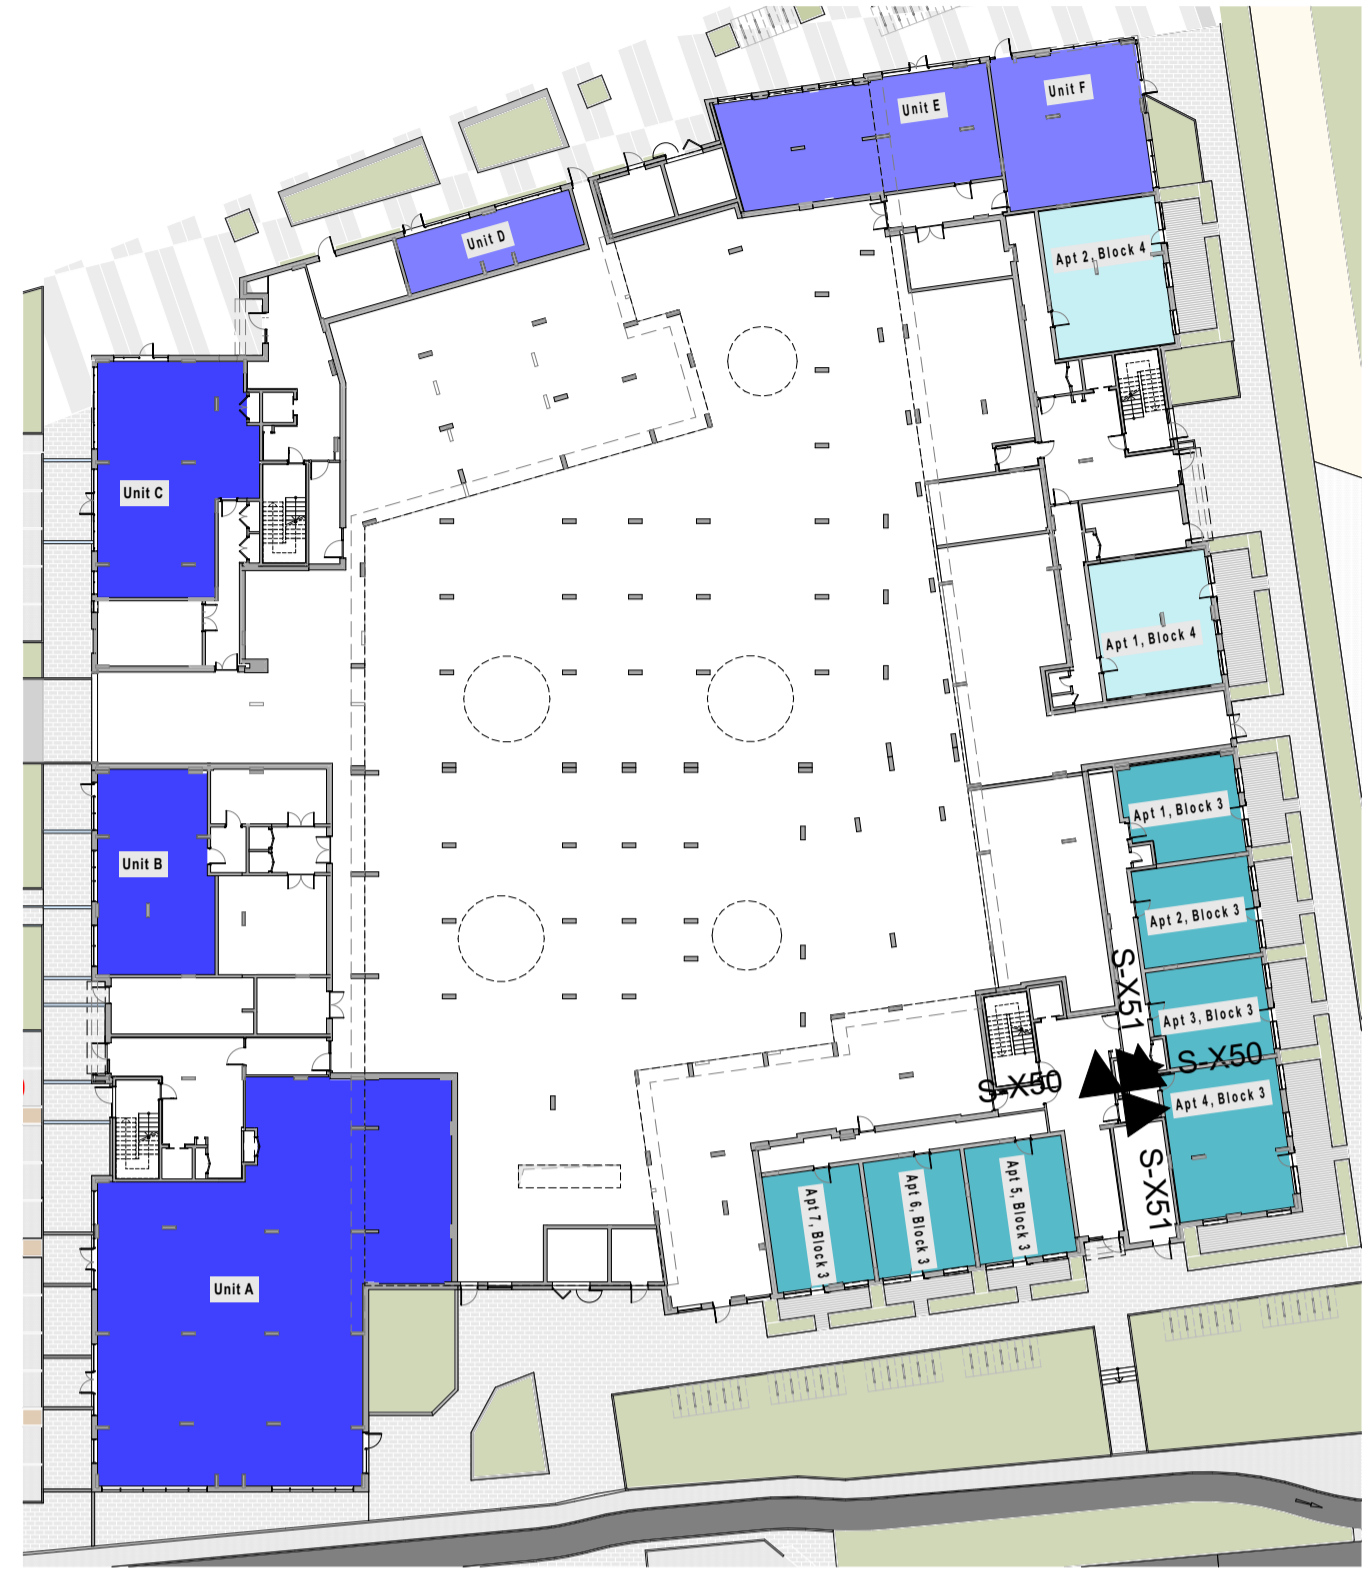 Unit E
Unit F
Unit D
Apt 2, Block 4
Unit C
Apt 1, Block 4
Apt 1, Block 3
Unit B
Apt 2, Block 3
S-X51
Apt 3, Block 3
S-X50
S-X50
Apt 4, Block 3
S-X51
Apt 7, Block 3
Apt 6, Block 3
Apt 5, Block 3
Unit A